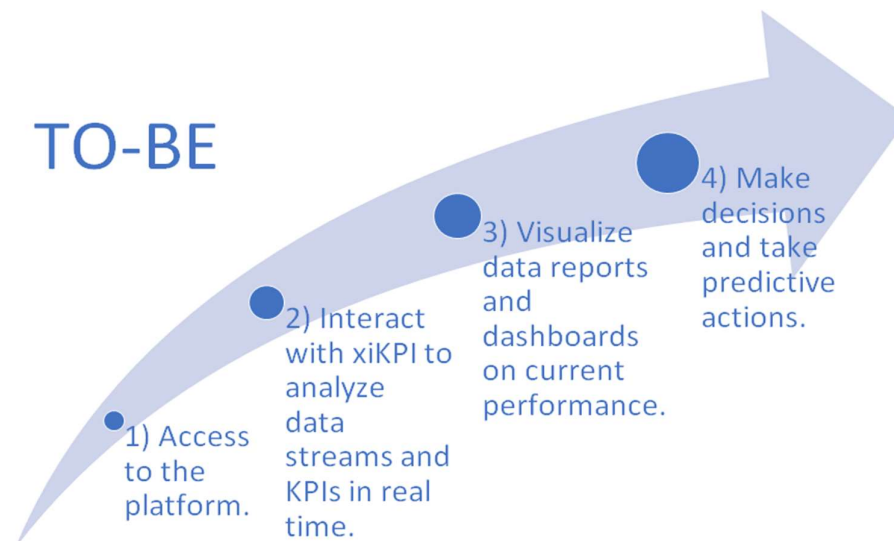 TO-BE
1) Access
to the
platform.
2) Interact
with xiKPI to
analyze
data
streams and
KPIs in real
time.
3) Visualize
data reports
and
dashboards
on current
performance.
4) Make
decisions
and take
predictive
actions.